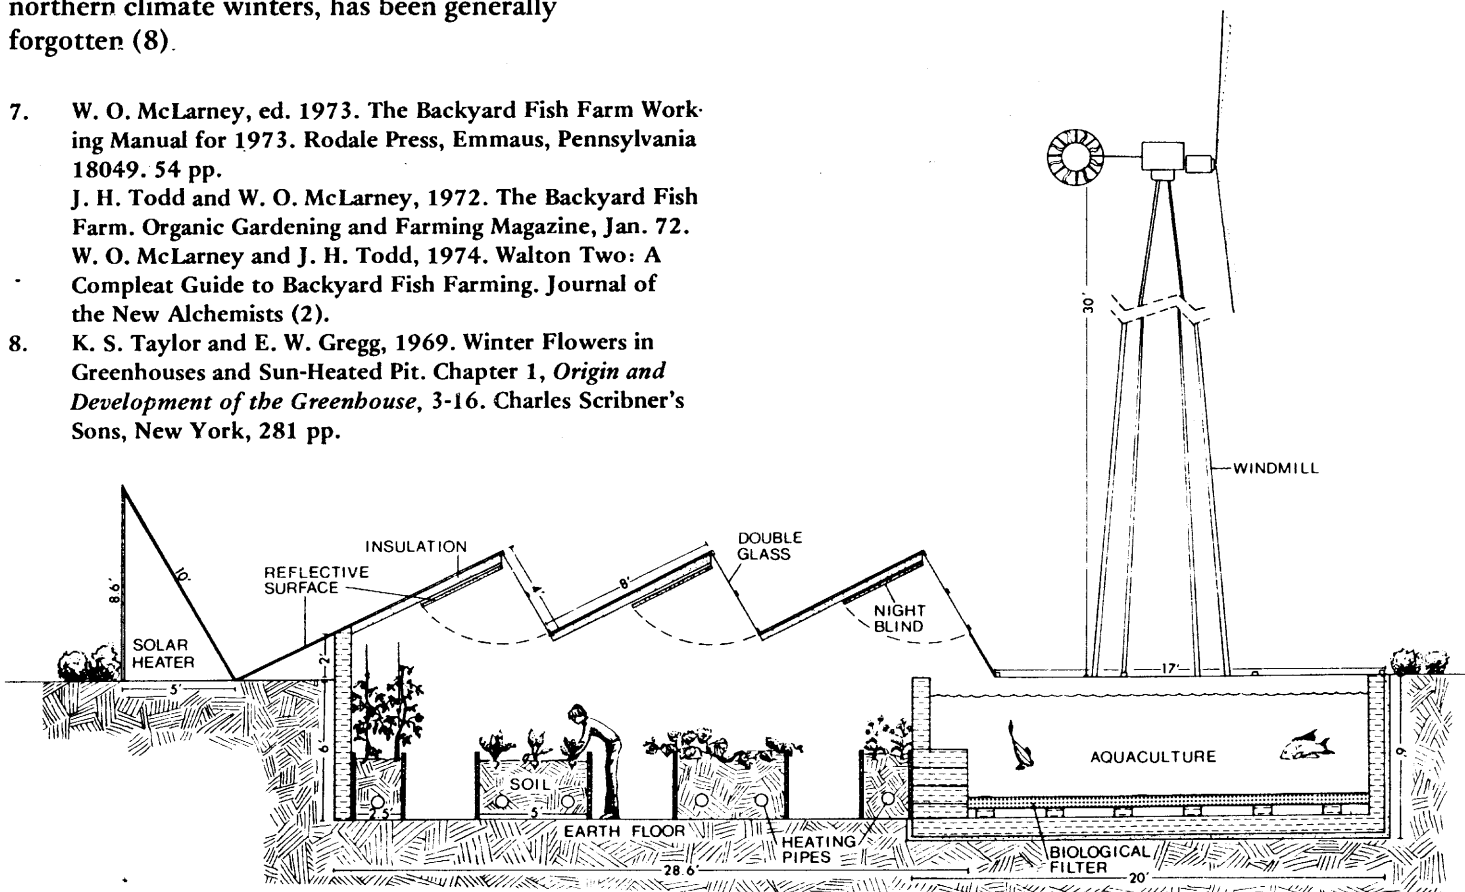 northern climate winters, has been generally
forgotten (8).
7. W. O. McLarney, ed. 1973. The Backyard Fish Farm Work-
ing Manual for 1973. Rodale Press, Emmaus, Pennsylvania
18049. 54 pp.
J. H. Todd and W. O. McLarney, 1972. The Backyard Fish
Farm. Organic Gardening and Farming Magazine, Jan. 72.
W. O. McLarney and J. H. Todd, 1974. Walton Two: A
Compleat Guide to Backyard Fish Farming. Journal of
the New Alchemists (2).
8. K. S. Taylor and E. W. Gregg, 1969. Winter Flowers in
Greenhouses and Sun-Heated Pit. Chapter 1, Origin and
Development of the Greenhouse, 3-16. Charles Scribner's
Sons, New York, 281 pp.
30'
WINDMILL
8.6'
10'
SOLAR
HEATER
5'
REFLECTIVE
SURFACE
INSULATION
4'
8'
DOUBLE
GLASS
NIGHT
BLIND
2'
6'
17'
AQUACULTURE
6'
SOIL
2.5'
5'
EARTH FLOOR
HEATING
PIPES
BIOLOGICAL
FILTER
28.6'
20'